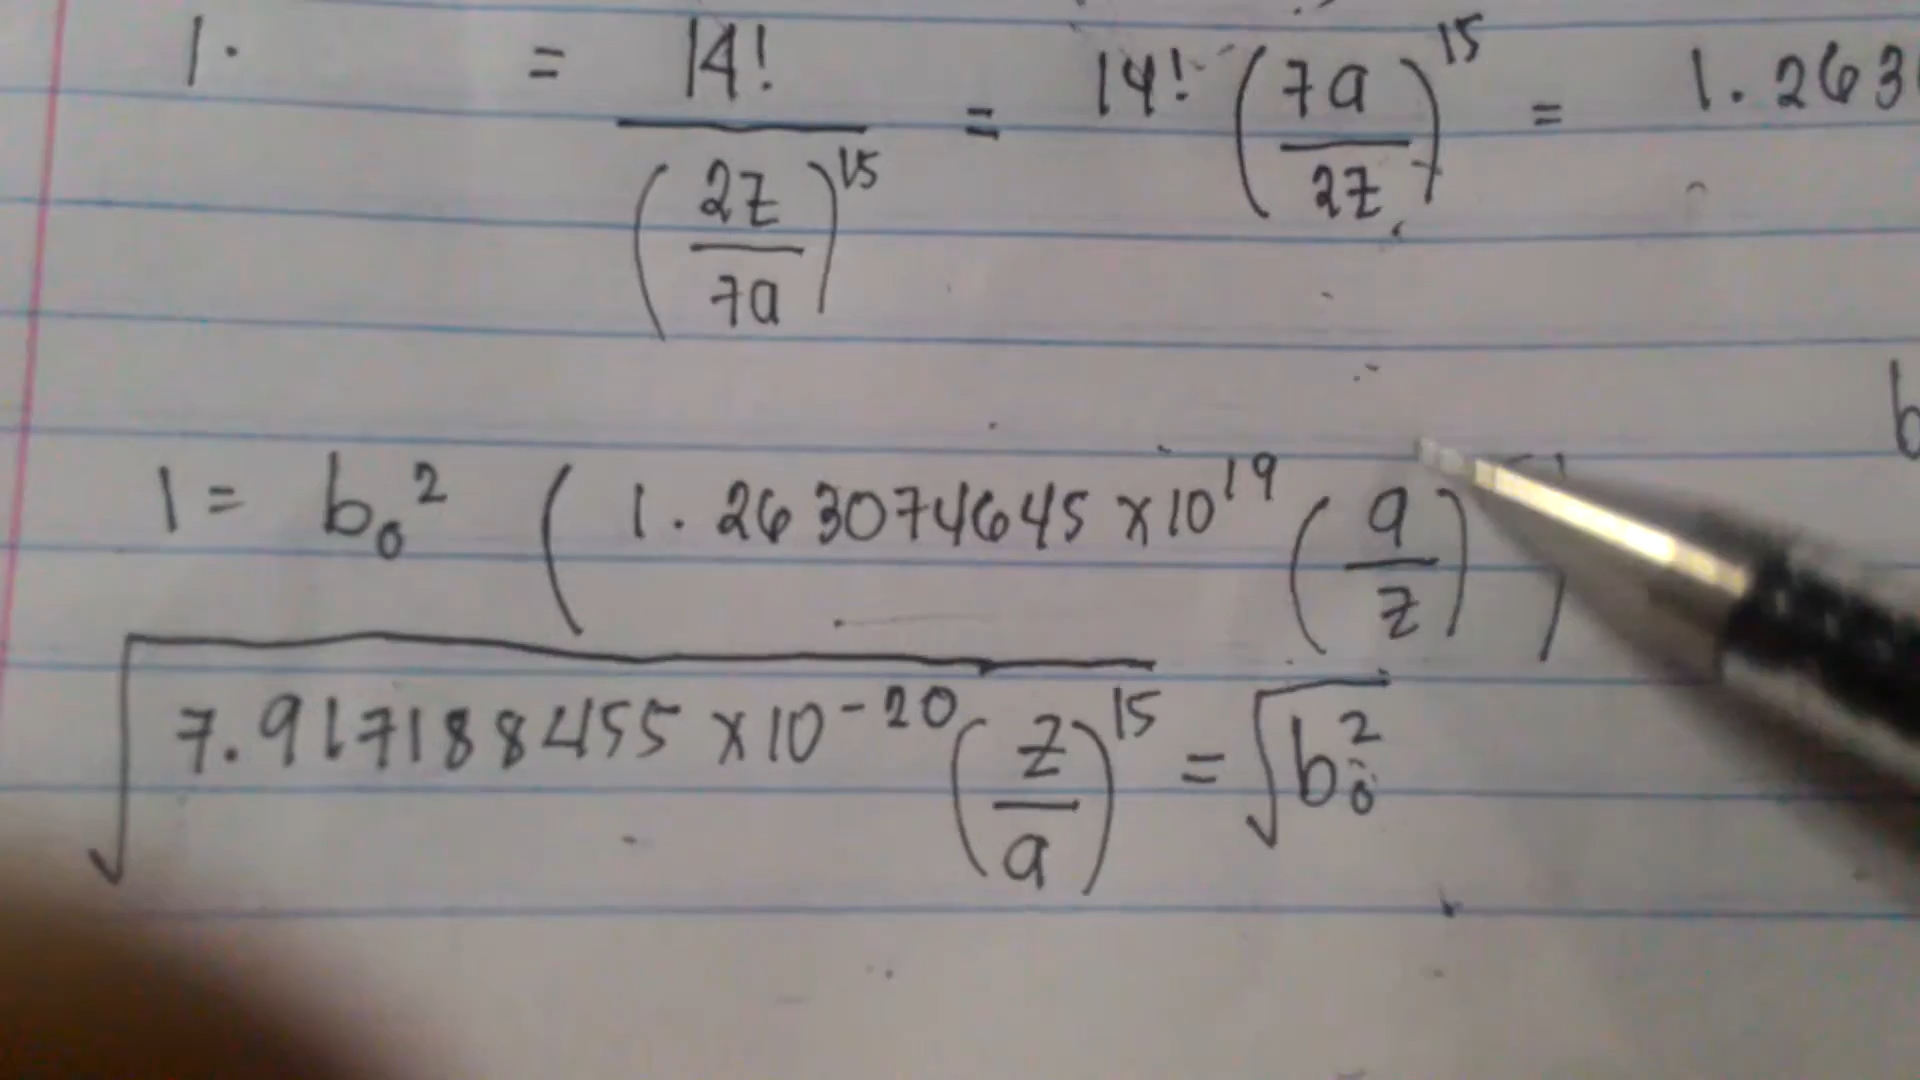 1. = 14! / (2z / 7a)^15 = 14! (7a / 2z)^15 = 1.263
b
1 = b₀² (1.263074645 x 10^19 (a / z) )
√(7.917188455 x 10^-20 (z / a)^15) = √(b₀²)